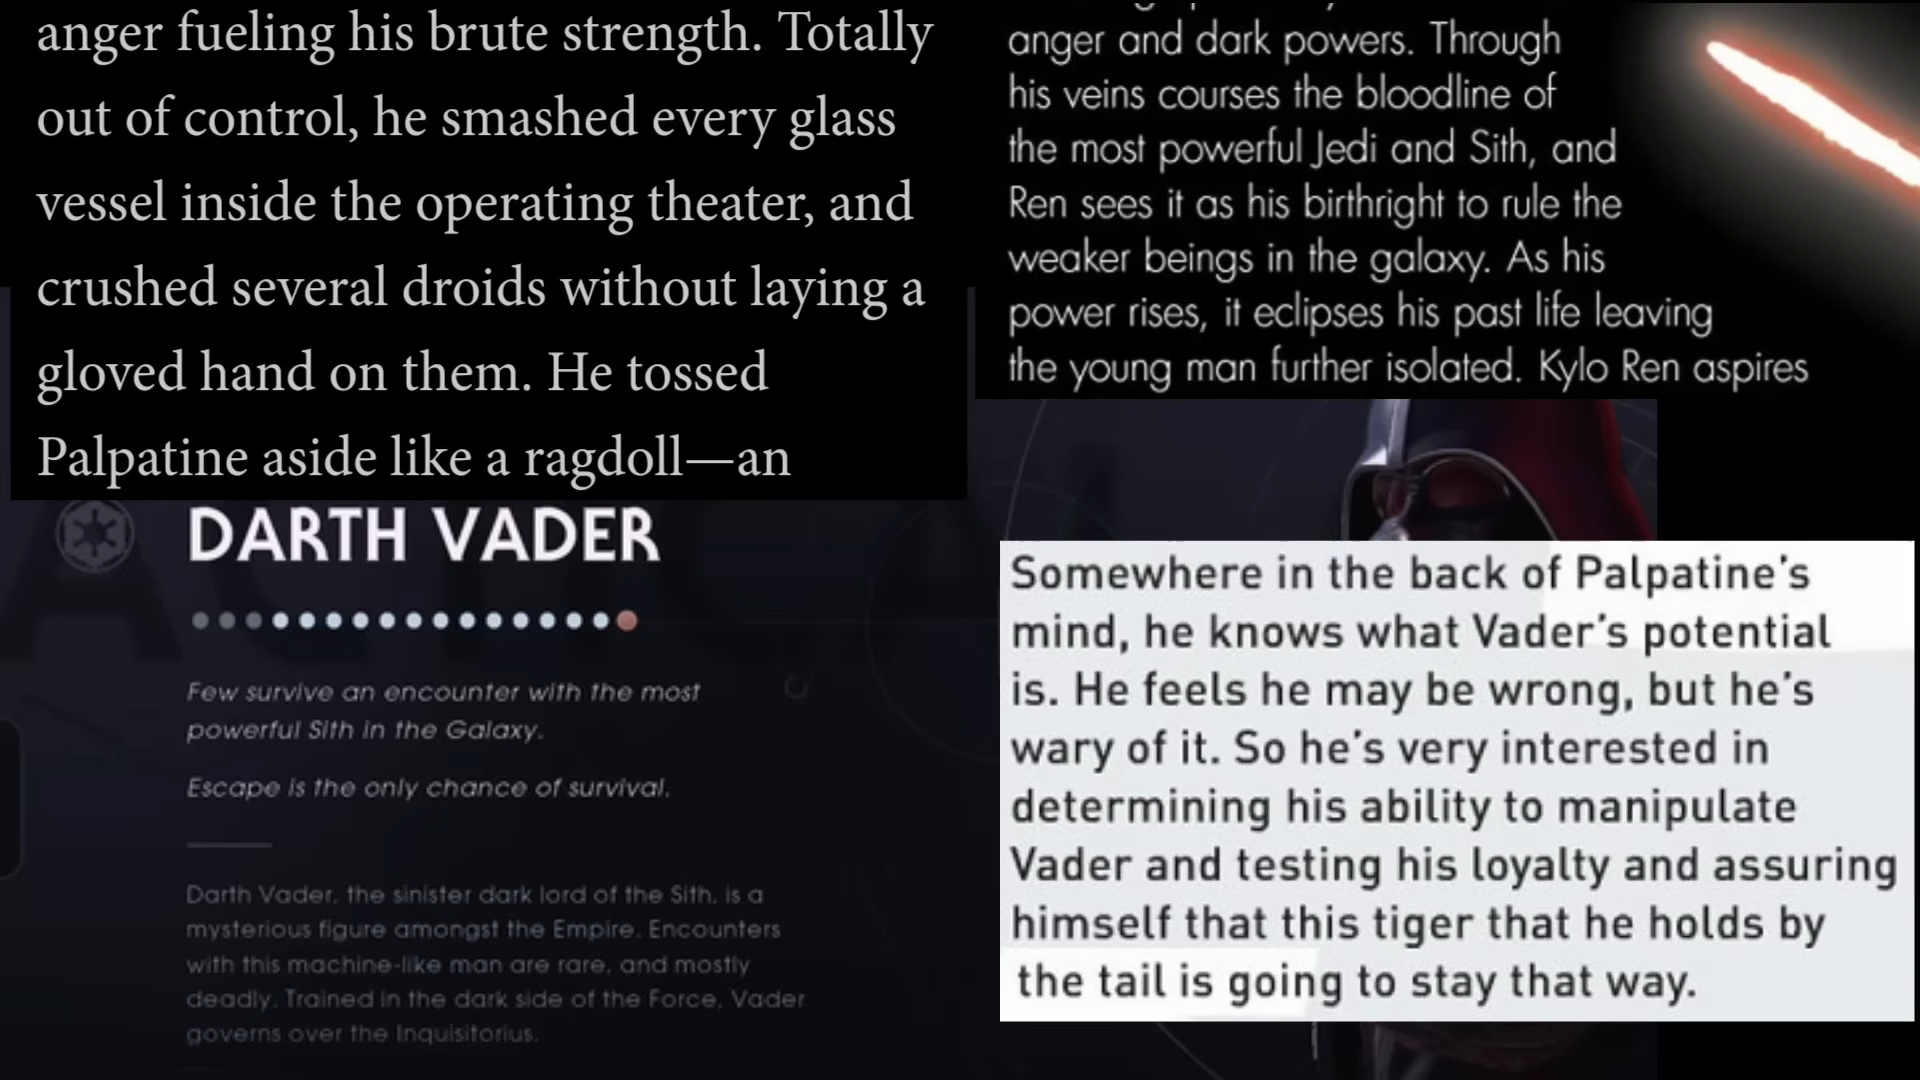 anger fueling his brute strength. Totally
out of control, he smashed every glass
vessel inside the operating theater, and
crushed several droids without laying a
gloved hand on them. He tossed
Palpatine aside like a ragdoll—an
anger and dark powers. Through
his veins courses the bloodline of
the most powerful Jedi and Sith, and
Ren sees it as his birthright to rule the
weaker beings in the galaxy. As his
power rises, it eclipses his past life leaving
the young man further isolated. Kylo Ren aspires
DARTH VADER
Few survive an encounter with the most
powerful Sith in the Galaxy.
Escape is the only chance of survival.
Darth Vader, the sinister dark lord of the Sith, is a
mysterious figure amongst the Empire. Encounters
with this machine-like man are rare, and mostly
deadly. Trained in the dark side of the Force, Vader
governs over the Inquisitorius.
Somewhere in the back of Palpatine's
mind, he knows what Vader's potential
is. He feels he may be wrong, but he's
wary of it. So he's very interested in
determining his ability to manipulate
Vader and testing his loyalty and assuring
himself that this tiger that he holds by
the tail is going to stay that way.